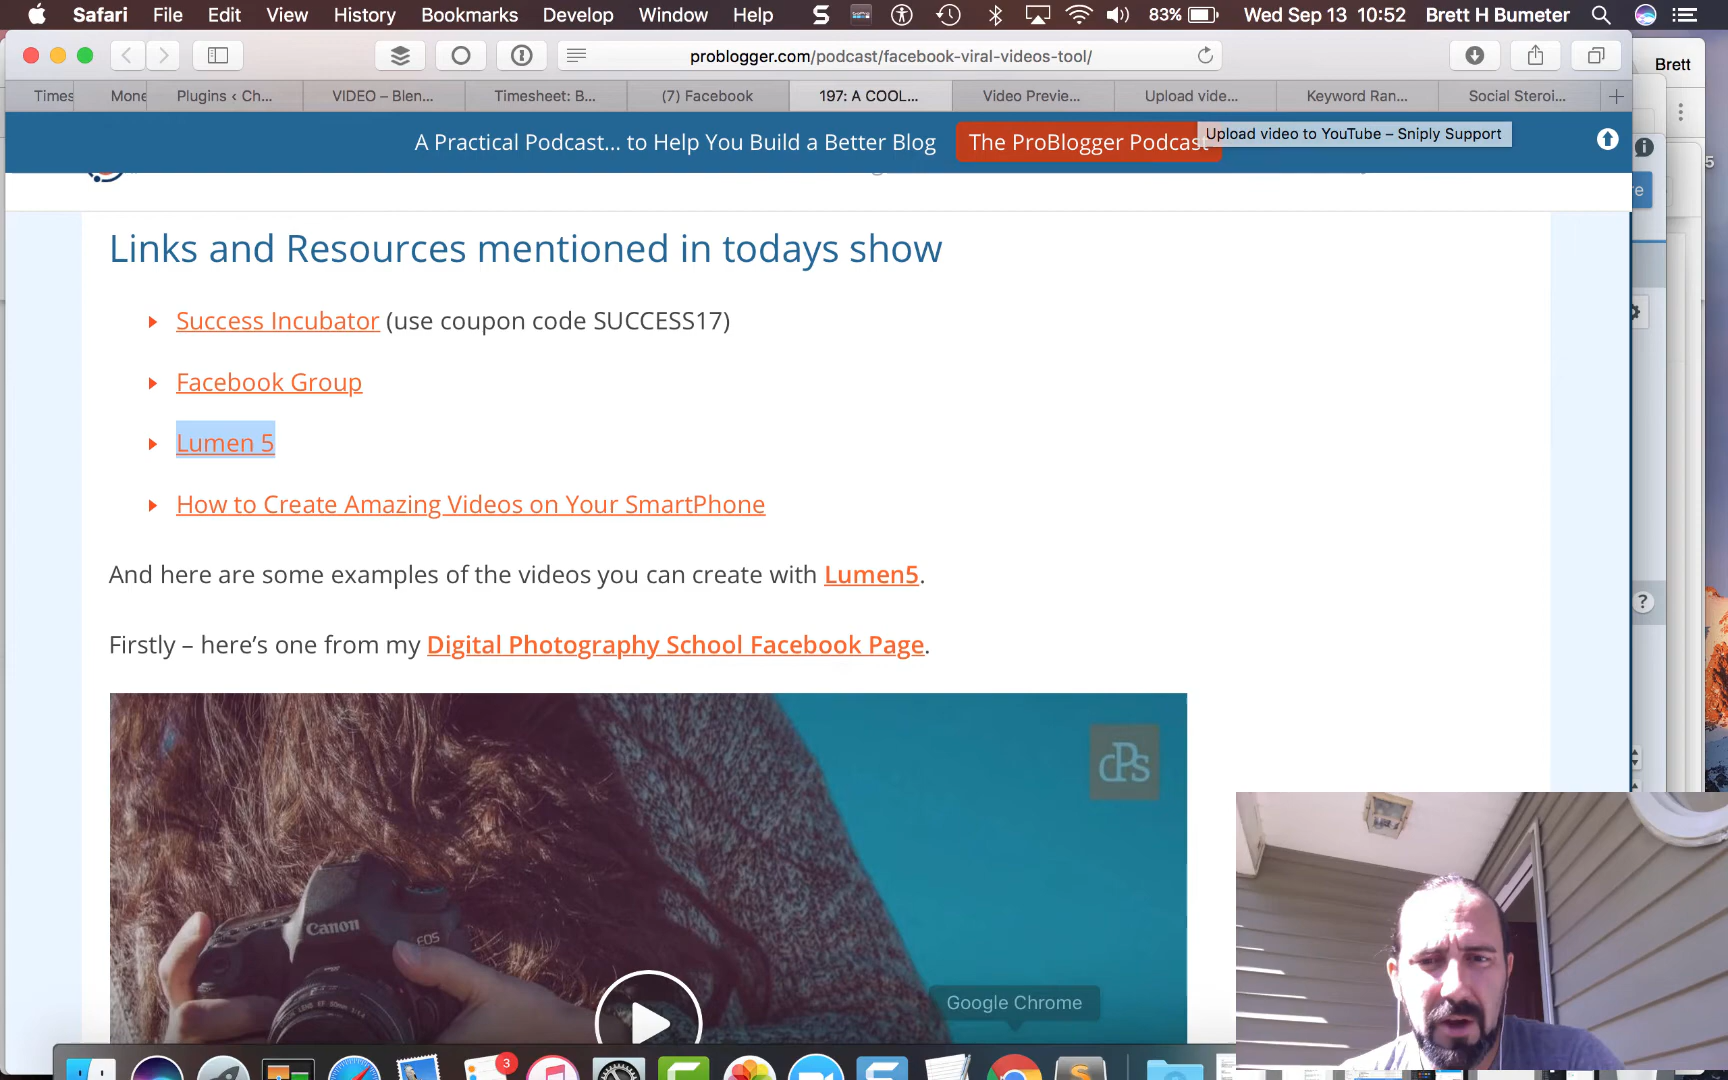 Safari File Edit View History Bookmarks Develop Window Help 83% Wed Sep 13 10:52 Brett H Bumeter
problogger.com/podcast/facebook-viral-videos-tool/
Brett
Times Mone Plugins ‹ Ch... VIDEO – Blen... Timesheet: B... (7) Facebook 197: A COOL... Video Previe... Upload vide... Keyword Ran... Social Steroi...
A Practical Podcast... to Help You Build a Better Blog The ProBlogger Podcast
Upload video to YouTube – Sniply Support
Links and Resources mentioned in todays show
Success Incubator (use coupon code SUCCESS17)
Facebook Group
Lumen 5
How to Create Amazing Videos on Your SmartPhone
And here are some examples of the videos you can create with Lumen5.
Firstly – here’s one from my Digital Photography School Facebook Page.
dPs
Canon
EOS
Google Chrome
3